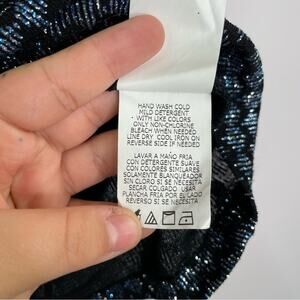 HAND WASH COLD
MILD DETERGENT
WITH LIKE COLORS
ONLY NON-CHLORINE
BLEACH WHEN NEEDED
LINE DRY COOL IRON ON
REVERSE SIDE IF NEEDED
LAVAR A MANO FRIA
CON DETERGENTE SUAVE
CON COLORES SIMILARES
SOLAMENTE BLANQUEADOR
SIN CLORO SI SE NECESITA
SECAR COLGADO USAR
PLANCHA FRIA POR EL LADO
REVERSO SI SE NECESITA